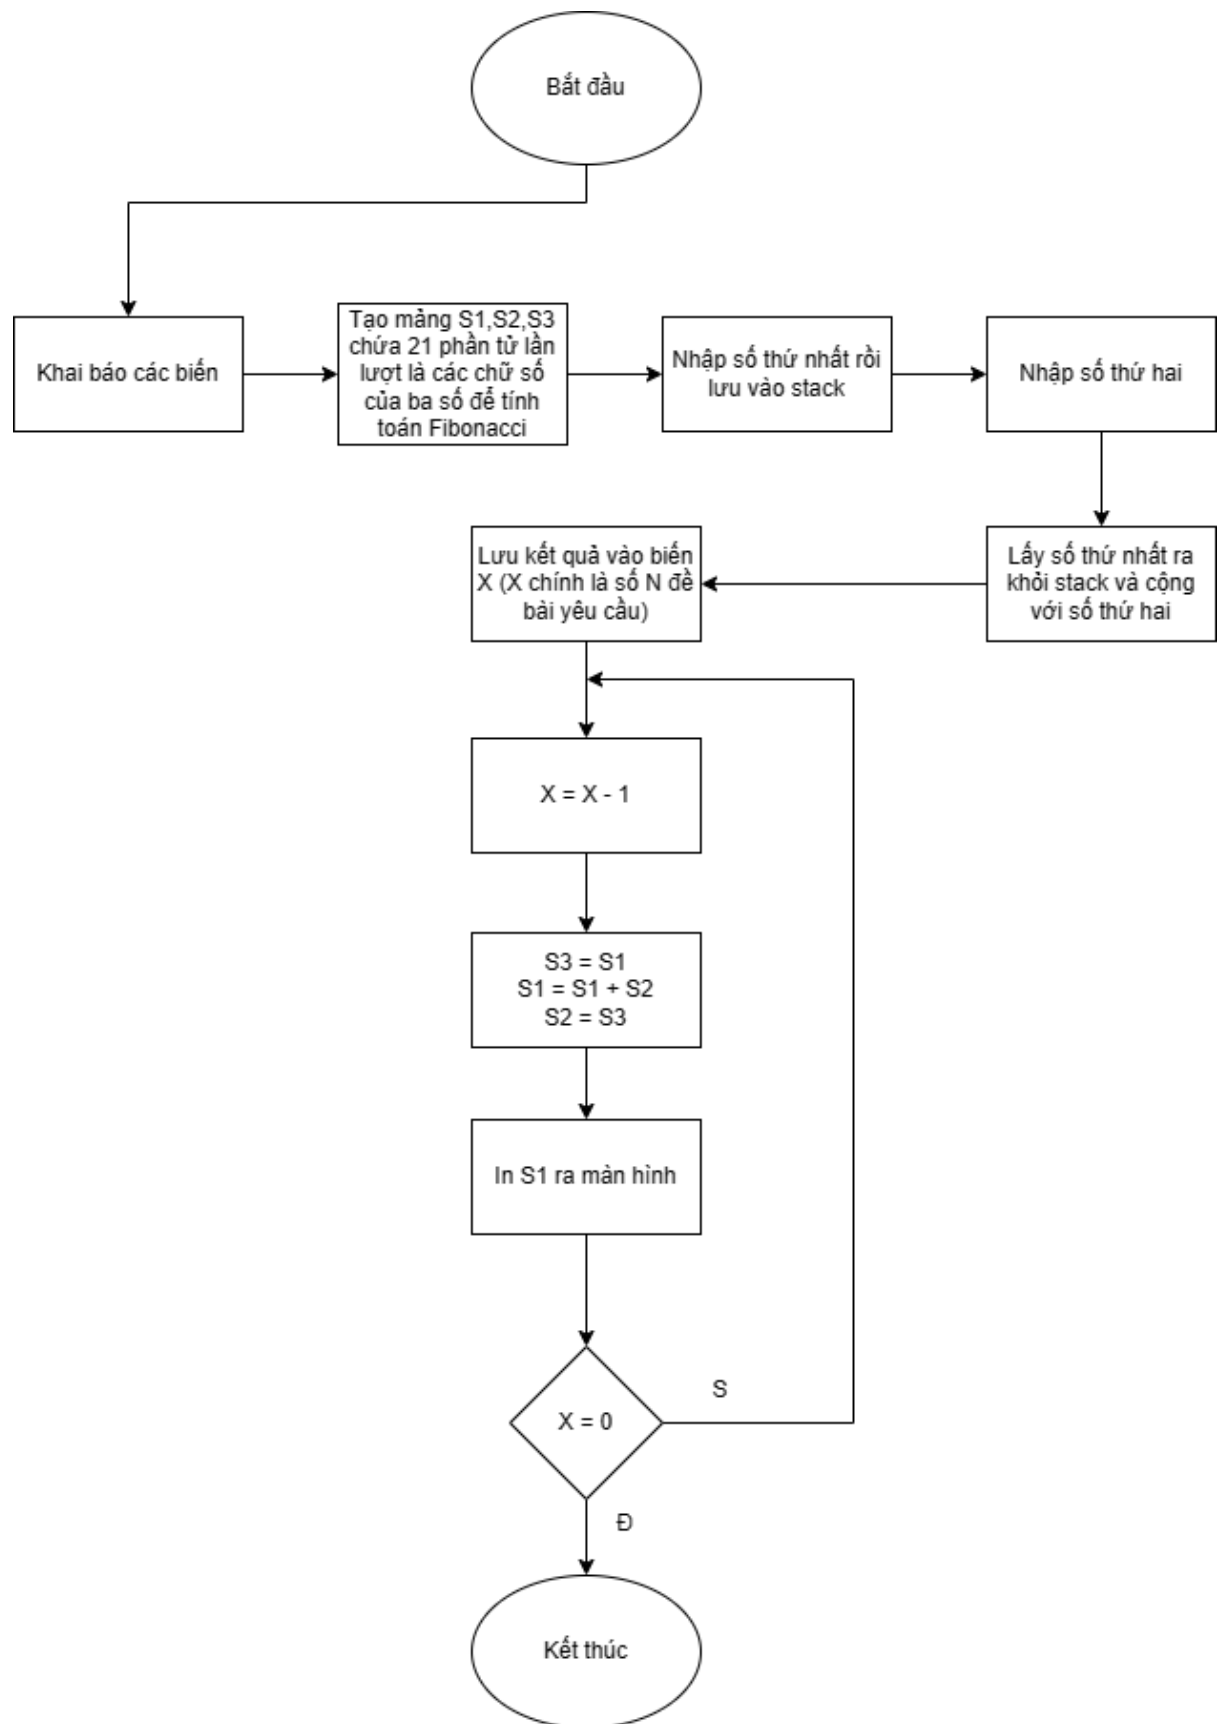 Bắt đầu
Khai báo các biến
Tạo mảng S1,S2,S3
chứa 21 phần tử lần
lượt là các chữ số
của ba số để tính
toán Fibonacci
Nhập số thứ nhất rồi
lưu vào stack
Nhập số thứ hai
Lấy số thứ nhất ra
khỏi stack và cộng
với số thứ hai
Lưu kết quả vào biến
X (X chính là số N đề
bài yêu cầu)
X = X - 1
S3 = S1
S1 = S1 + S2
S2 = S3
In S1 ra màn hình
X = 0
S
Đ
Kết thúc